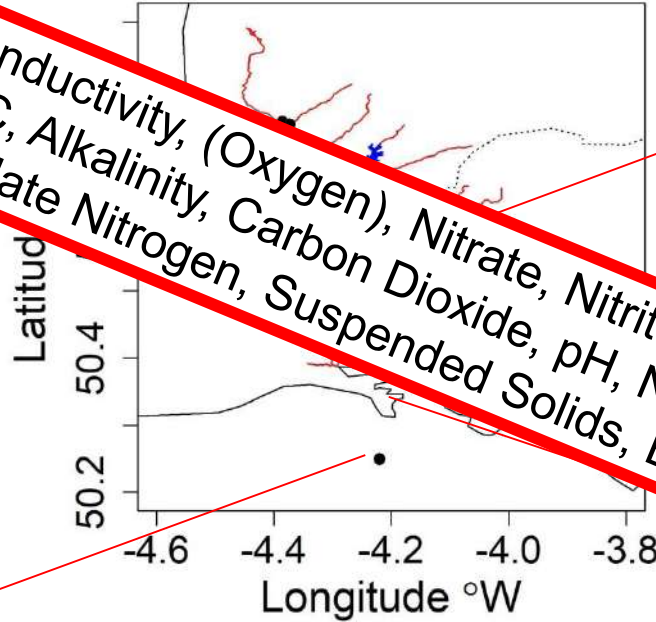 nductivity, (Oxygen), Nitrate, Nitrit
C, Alkalinity, Carbon Dioxide, pH, N
late Nitrogen, Suspended Solids,
Latitud
50.4
50.2
-4.6 -4.4 -4.2 -4.0 -3.8
Longitude °W